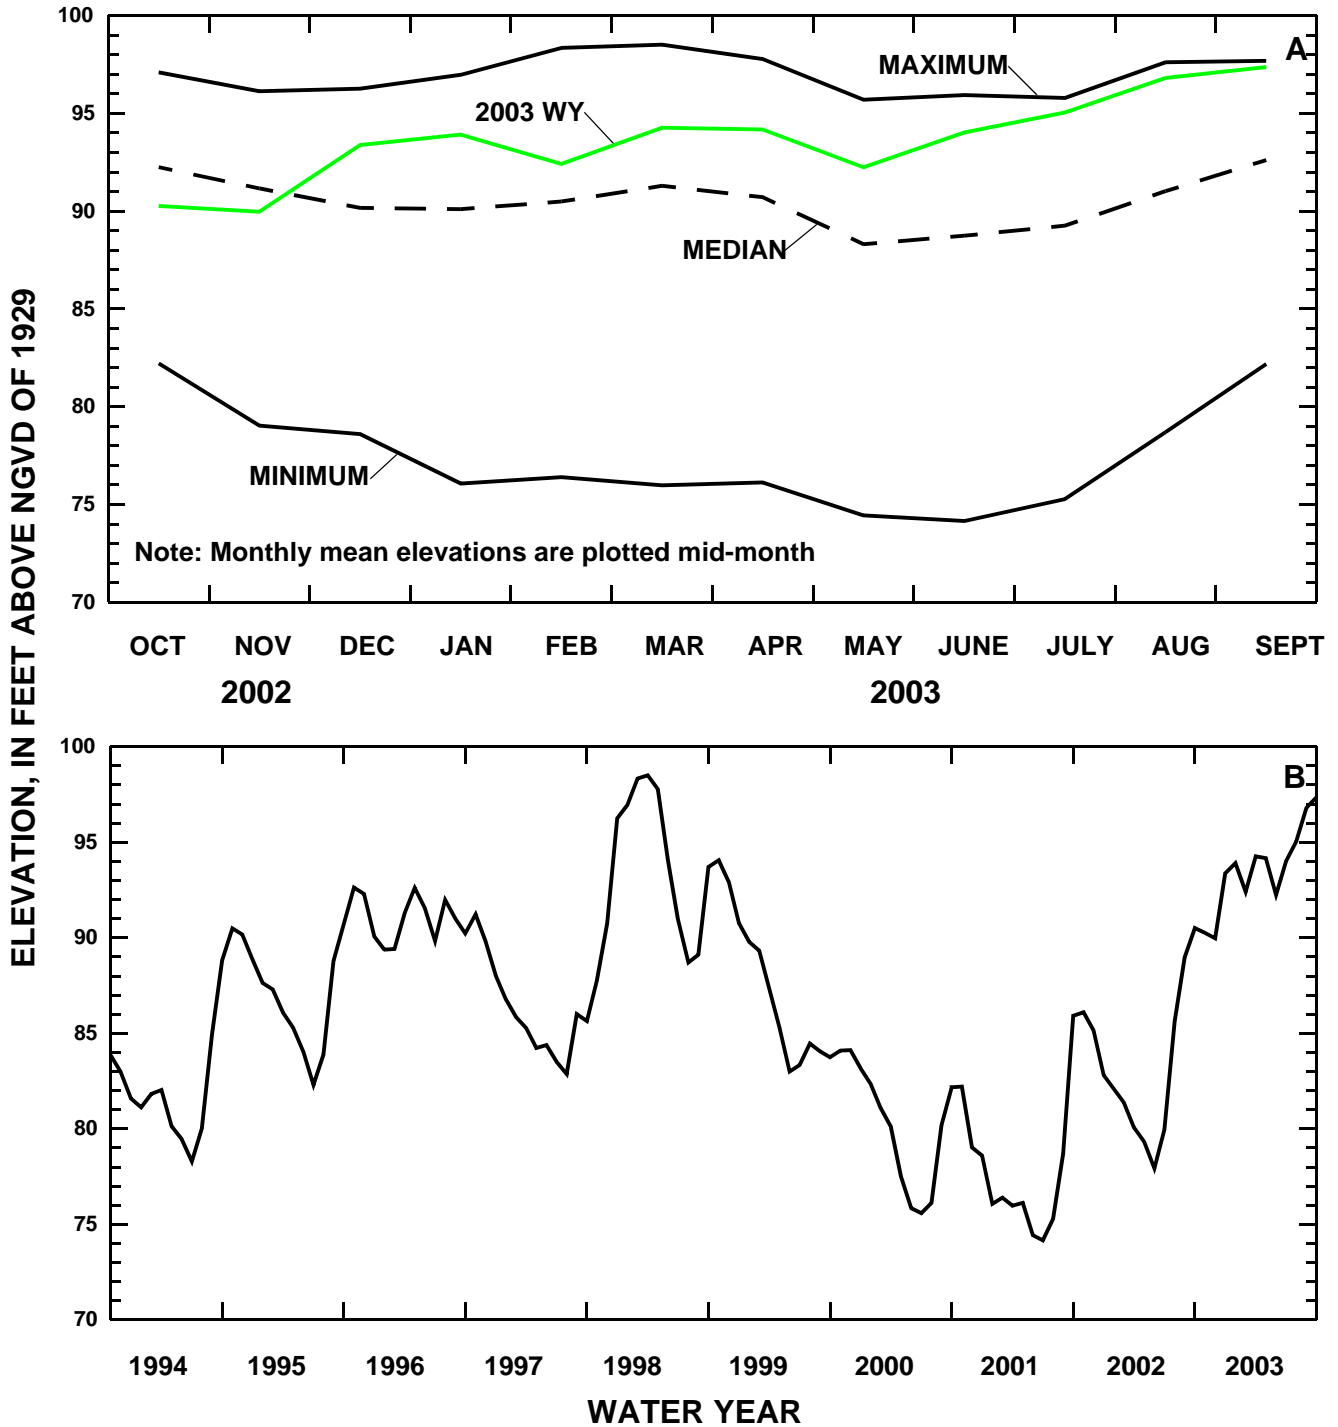 ELEVATION, IN FEET ABOVE NGVD OF 1929
100
95
90
85
80
75
70
A
MAXIMUM
2003 WY
MEDIAN
MINIMUM
Note: Monthly mean elevations are plotted mid-month
OCT NOV DEC JAN FEB MAR APR MAY JUNE JULY AUG SEPT
2002 2003
100
95
90
85
80
75
70
B
1994 1995 1996 1997 1998 1999 2000 2001 2002 2003
WATER YEAR